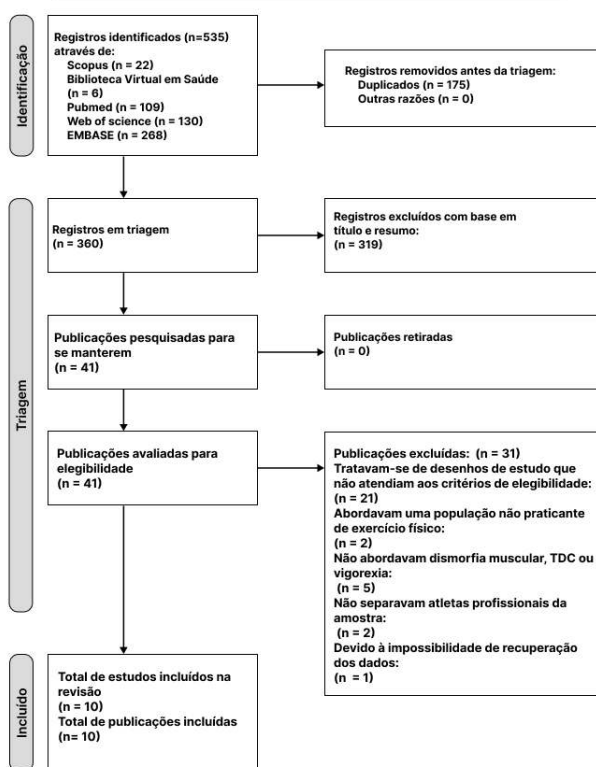 Identificação
Registros identificados (n=535)
através de:
Scopus (n = 22)
Biblioteca Virtual em Saúde
(n = 6)
Pubmed (n = 109)
Web of science (n = 130)
EMBASE (n = 268)
Registros removidos antes da triagem:
Duplicados (n = 175)
Outras razões (n = 0)
Triagem
Registros em triagem
(n = 360)
Registros excluídos com base em
título e resumo:
(n = 319)
Publicações pesquisadas para
se manterem
(n = 41)
Publicações retiradas
(n = 0)
Publicações avaliadas para
elegibilidade
(n = 41)
Publicações excluídas: (n = 31)
Tratavam-se de desenhos de estudo que
não atendiam aos critérios de elegibilidade:
(n = 21)
Abordavam uma população não praticante
de exercício físico:
(n = 2)
Não abordavam dismorfia muscular, TDC ou
vigorexia:
(n = 5)
Não separavam atletas profissionais da
amostra:
(n = 2)
Devido à impossibilidade de recuperação
dos dados:
(n = 1)
Incluído
Total de estudos incluídos na
revisão
(n = 10)
Total de publicações incluídas
(n= 10)